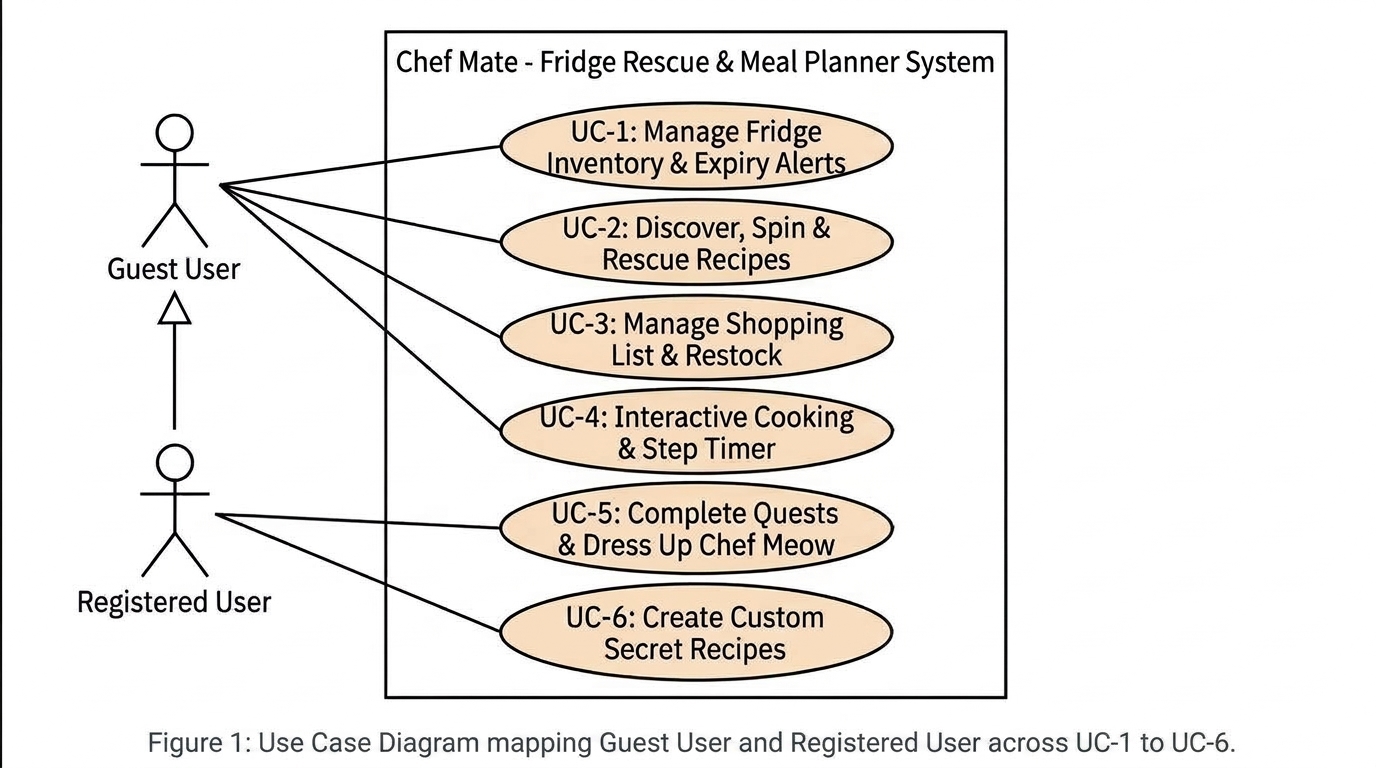 Chef Mate - Fridge Rescue & Meal Planner System
UC-1: Manage Fridge
Inventory & Expiry Alerts
UC-2: Discover, Spin &
Rescue Recipes
Guest User
UC-3: Manage Shopping
List & Restock
UC-4: Interactive Cooking
& Step Timer
UC-5: Complete Quests
& Dress Up Chef Meow
Registered User
UC-6: Create Custom
Secret Recipes
Figure 1: Use Case Diagram mapping Guest User and Registered User across UC-1 to UC-6.